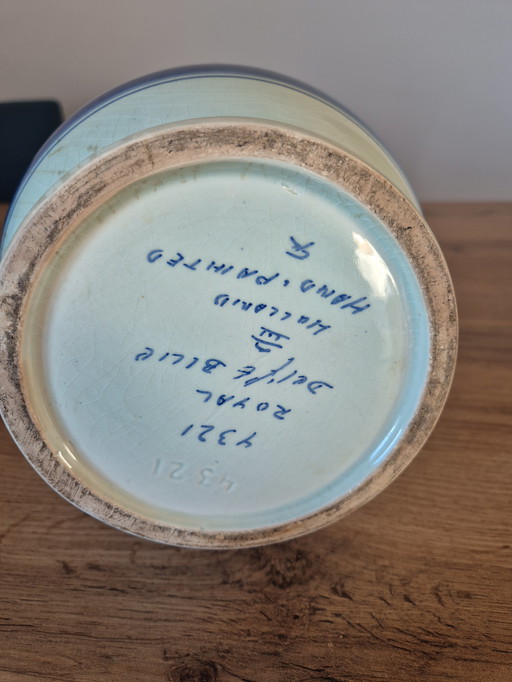 4321
4321
ROYAL
Delft BLUE
HOLLAND
HAND. PAINTED